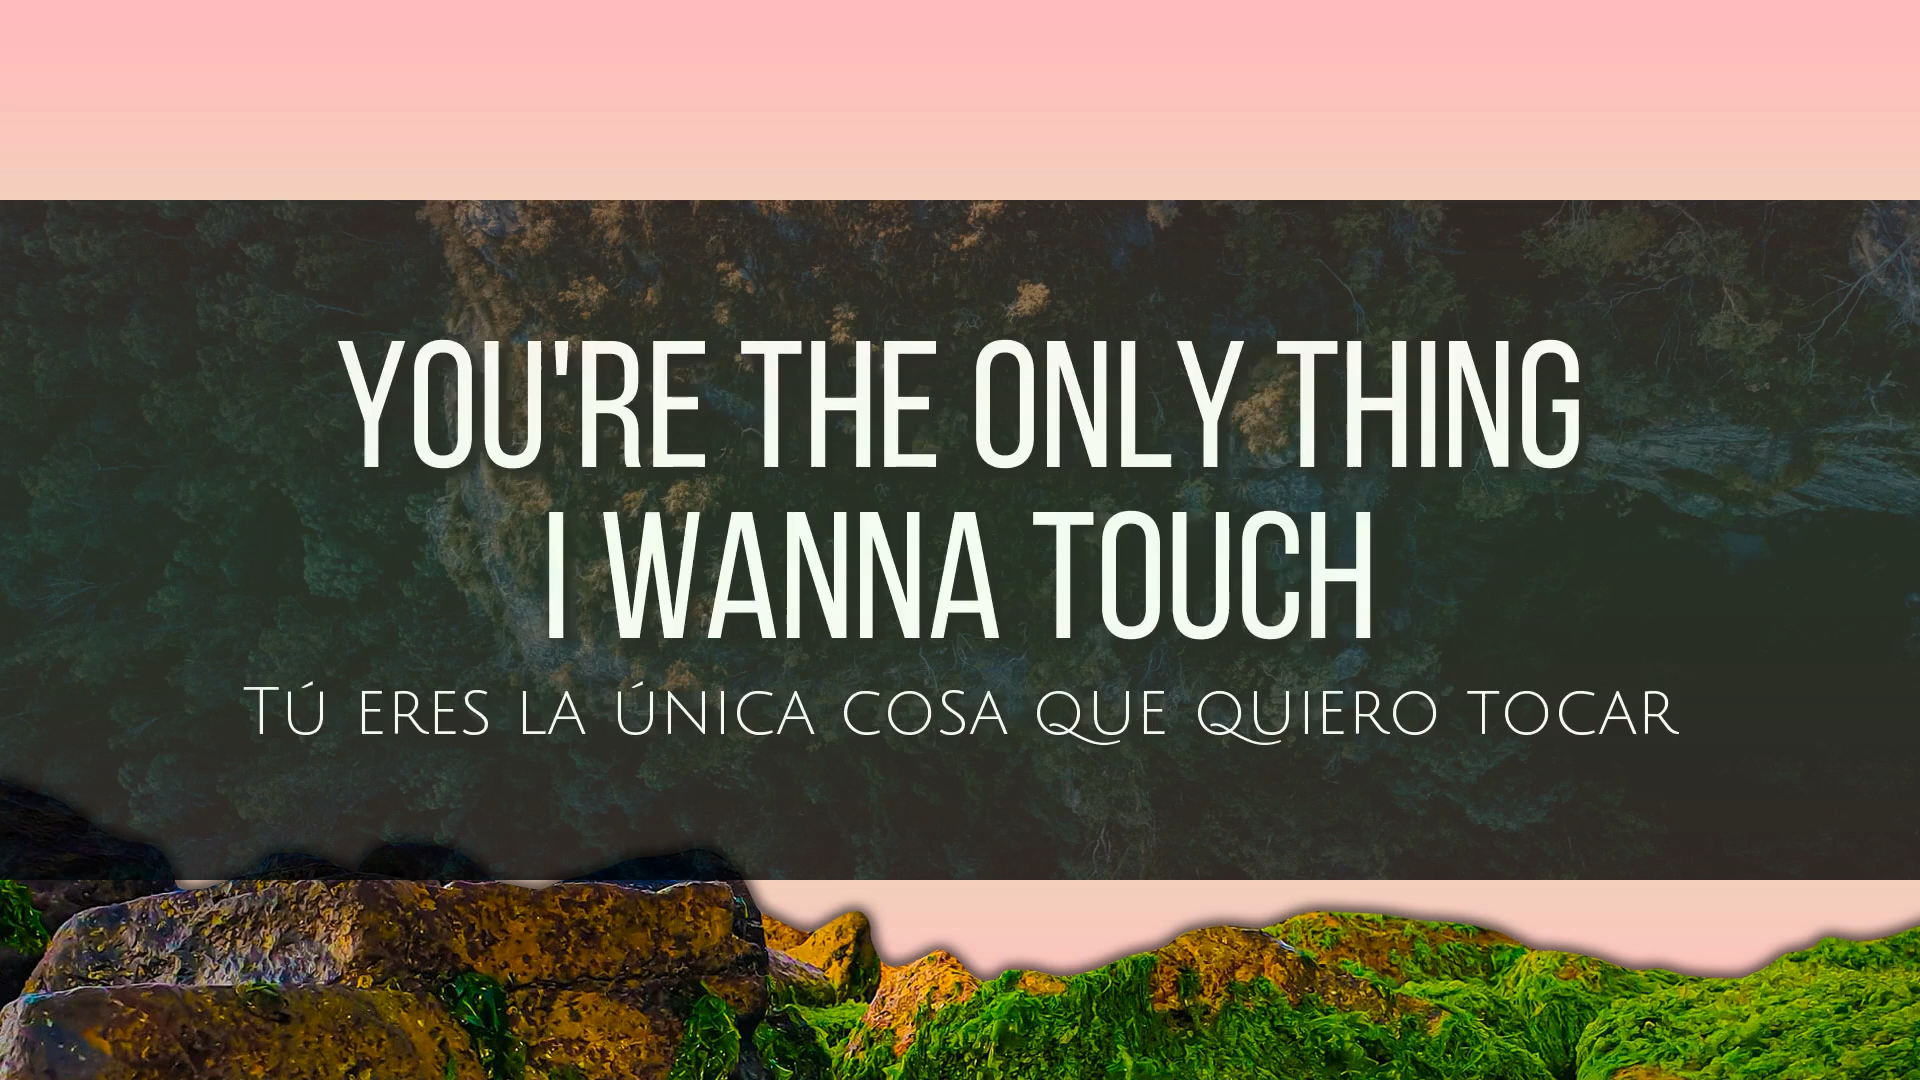 YOU'RE THE ONLY THING
I WANNA TOUCH
Tú eres la única cosa que quiero tocar